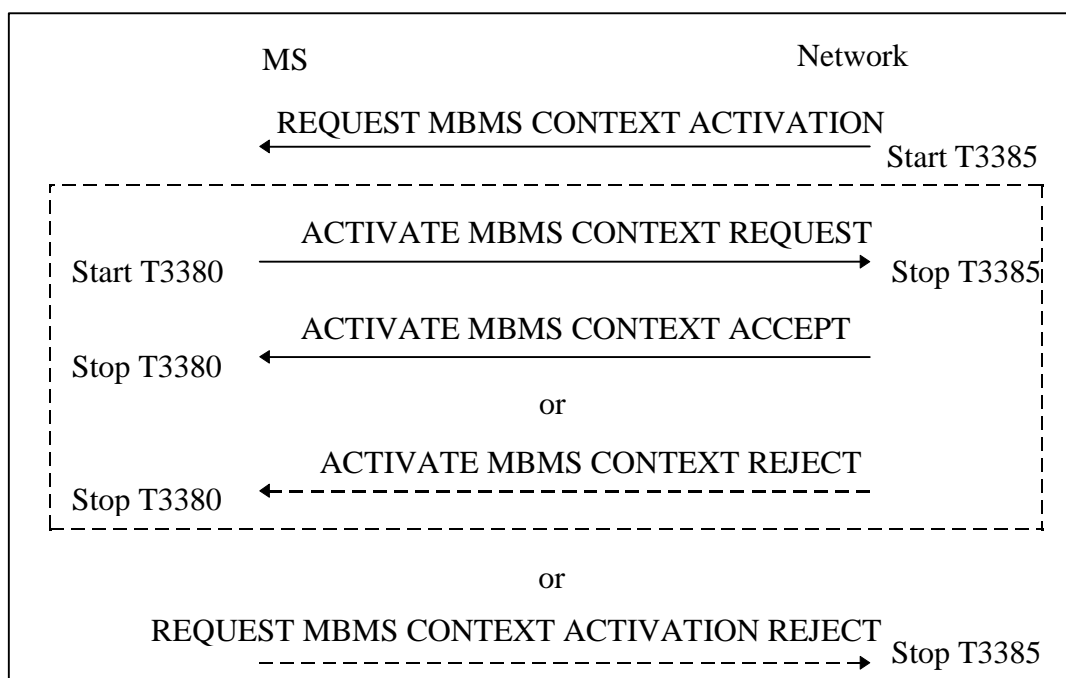 MS Network
REQUEST MBMS CONTEXT ACTIVATION
Start T3385
ACTIVATE MBMS CONTEXT REQUEST
Start T3380 Stop T3385
ACTIVATE MBMS CONTEXT ACCEPT
Stop T3380
or
ACTIVATE MBMS CONTEXT REJECT
Stop T3380
or
REQUEST MBMS CONTEXT ACTIVATION REJECT
Stop T3385